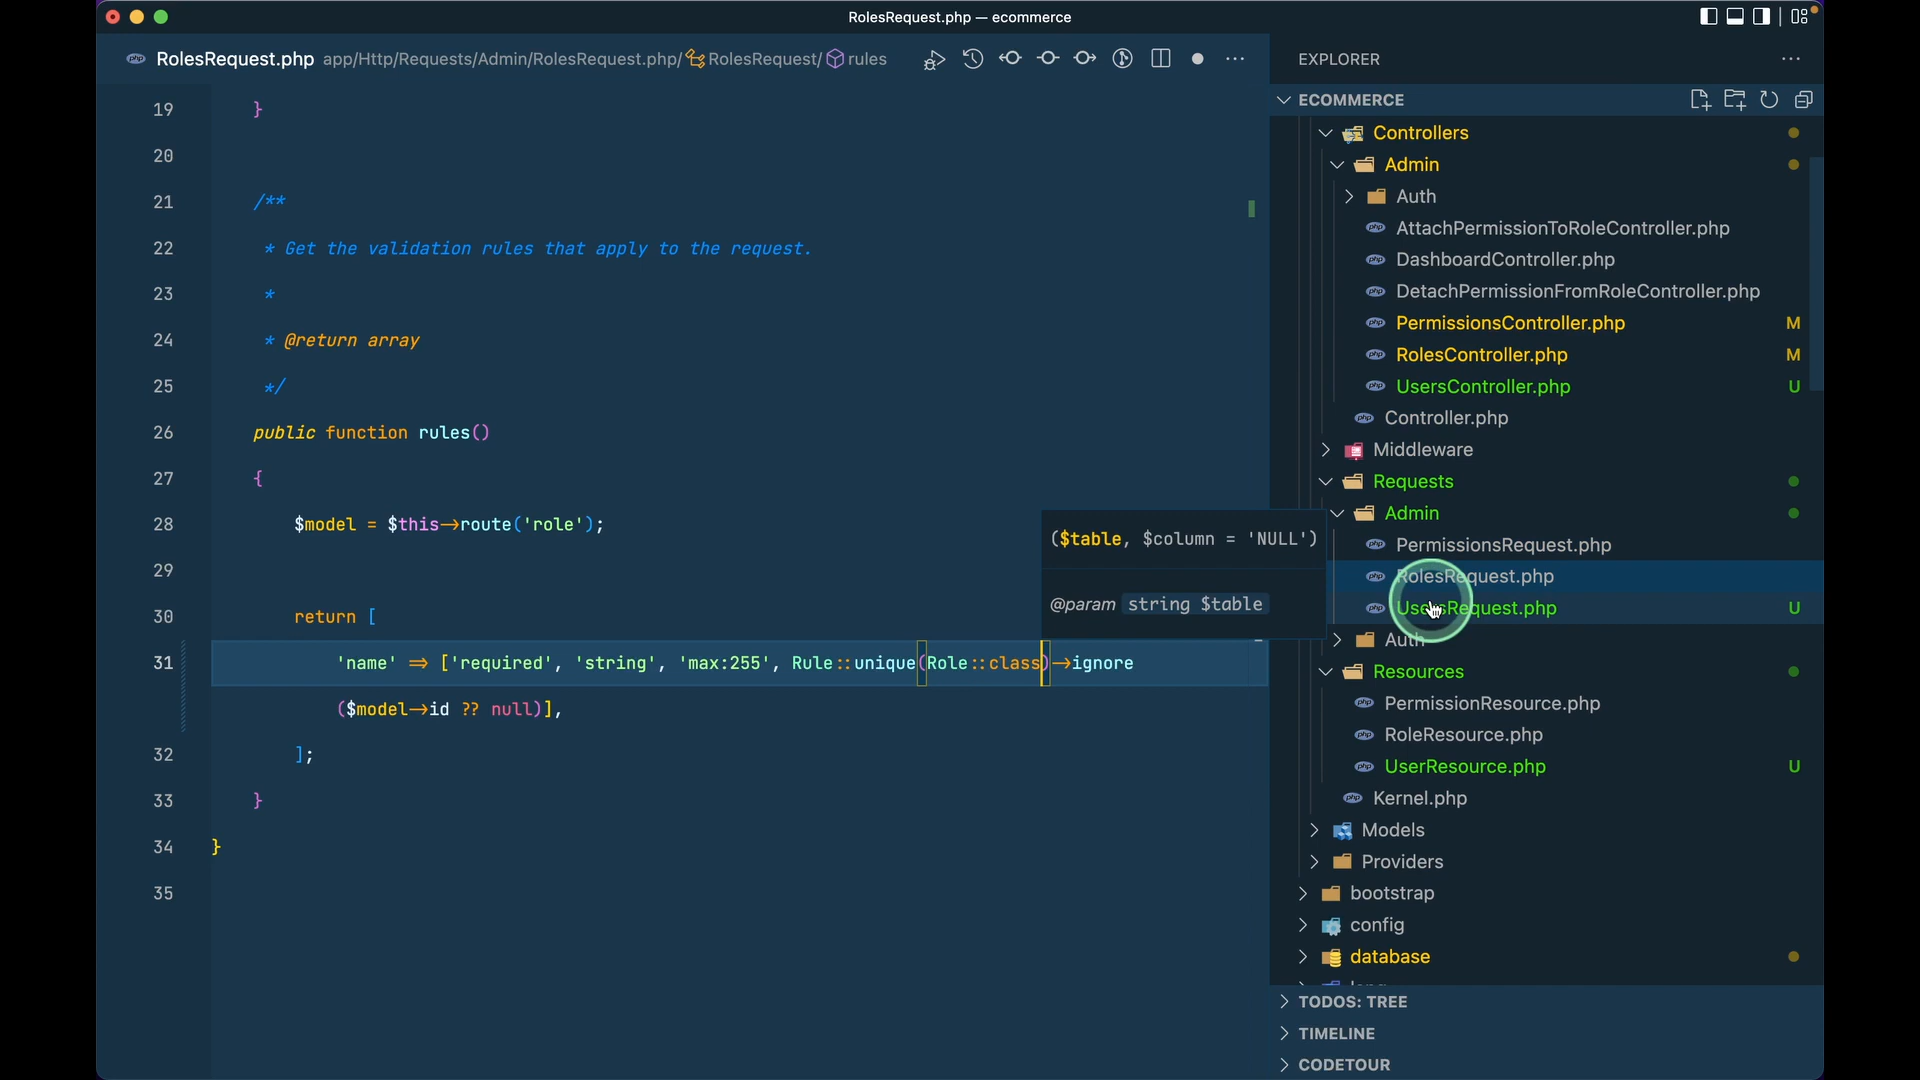 RolesRequest.php — ecommerce
RolesRequest.php app/Http/Requests/Admin/RolesRequest.php/ RolesRequest/ rules
19 }
20
21 /**
22 * Get the validation rules that apply to the request.
23 *
24 * @return array
25 */
26 public function rules()
27 {
28 $model = $this->route('role');
29
30 return [
31 'name' => ['required', 'string', 'max:255', Rule::unique(Role::class)->ignore
($model->id ?? null)],
32 ];
33 }
34 }
35
($table, $column = 'NULL')
@param string $table
EXPLORER
ECOMMERCE
Controllers
Admin
Auth
AttachPermissionToRoleController.php
DashboardController.php
DetachPermissionFromRoleController.php
PermissionsController.php M
RolesController.php M
UsersController.php U
Controller.php
Middleware
Requests
Admin
PermissionsRequest.php
RolesRequest.php
UsersRequest.php U
Auth
Resources
PermissionResource.php
RoleResource.php
UserResource.php U
Kernel.php
Models
Providers
bootstrap
config
database
TODOS: TREE
TIMELINE
CODETOUR